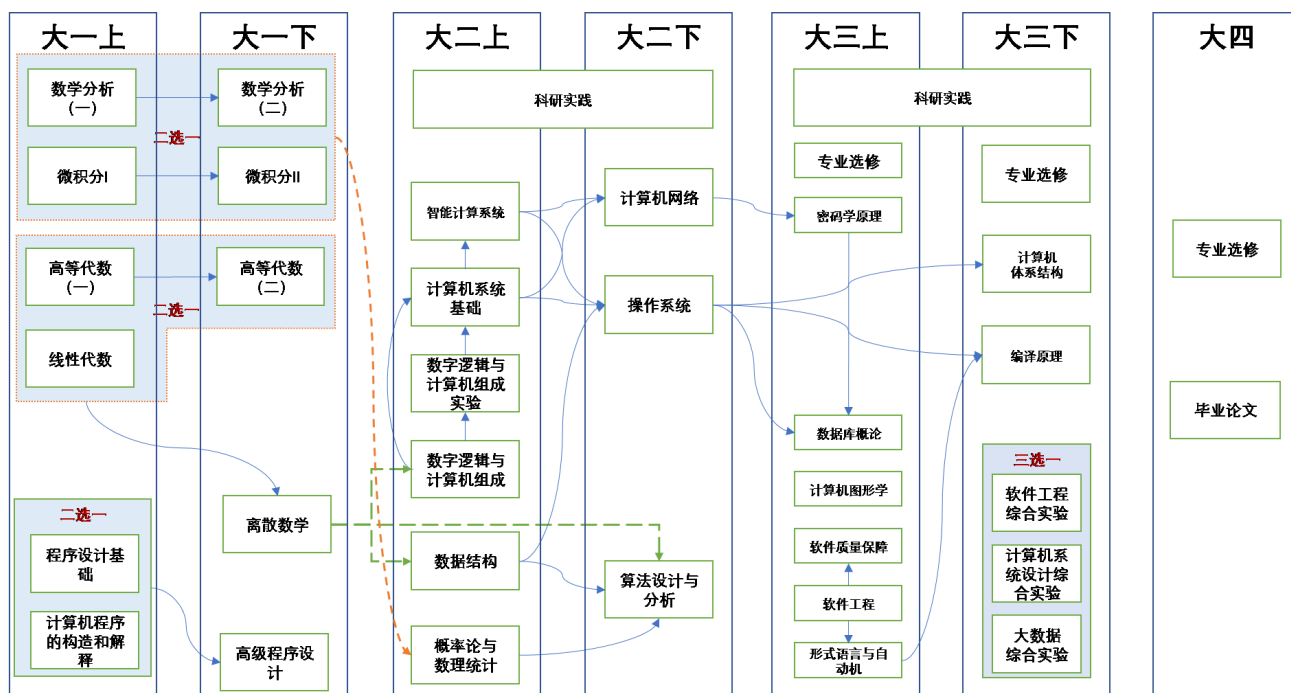 大一上
数学分析
(一)
二选一
微积分I
高等代数
(一)
二选一
线性代数
二选一
程序设计基
础
计算机程序
的构造和解
释
大一下
数学分析
(二)
微积分II
高等代数
(二)
离散数学
高级程序设
计
大二上
科研实践
智能计算系统
计算机系统
基础
数字逻辑与
计算机组成
实验
数字逻辑与
计算机组成
数据结构
概率论与
数理统计
大二下
计算机网络
操作系统
算法设计与
分析
大三上
科研实践
专业选修
密码学原理
数据库概论
计算机图形学
软件质量保障
软件工程
形式语言与自动
机
大三下
专业选修
计算机
体系结构
编译原理
三选一
软件工程
综合实验
计算机系
统设计综
合实验
大数据
综合实验
大四
专业选修
毕业论文